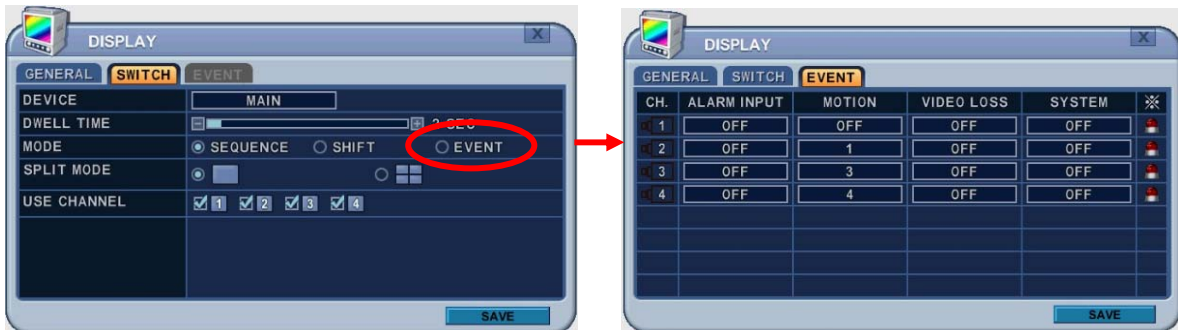 DISPLAY X
GENERAL SWITCH EVENT
DEVICE MAIN
DWELL TIME 3 SEC
MODE SEQUENCE SHIFT EVENT
SPLIT MODE
USE CHANNEL 1 2 3 4
SAVE
DISPLAY X
GENERAL SWITCH EVENT
CH. ALARM INPUT MOTION VIDEO LOSS SYSTEM ※
1 OFF OFF OFF OFF
2 OFF 1 OFF OFF
3 OFF 3 OFF OFF
4 OFF 4 OFF OFF
SAVE